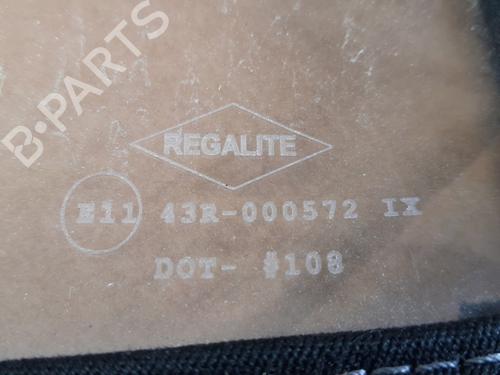 B-PARTS
REGALITE
E11 43R-000572 IX
DOT- #108